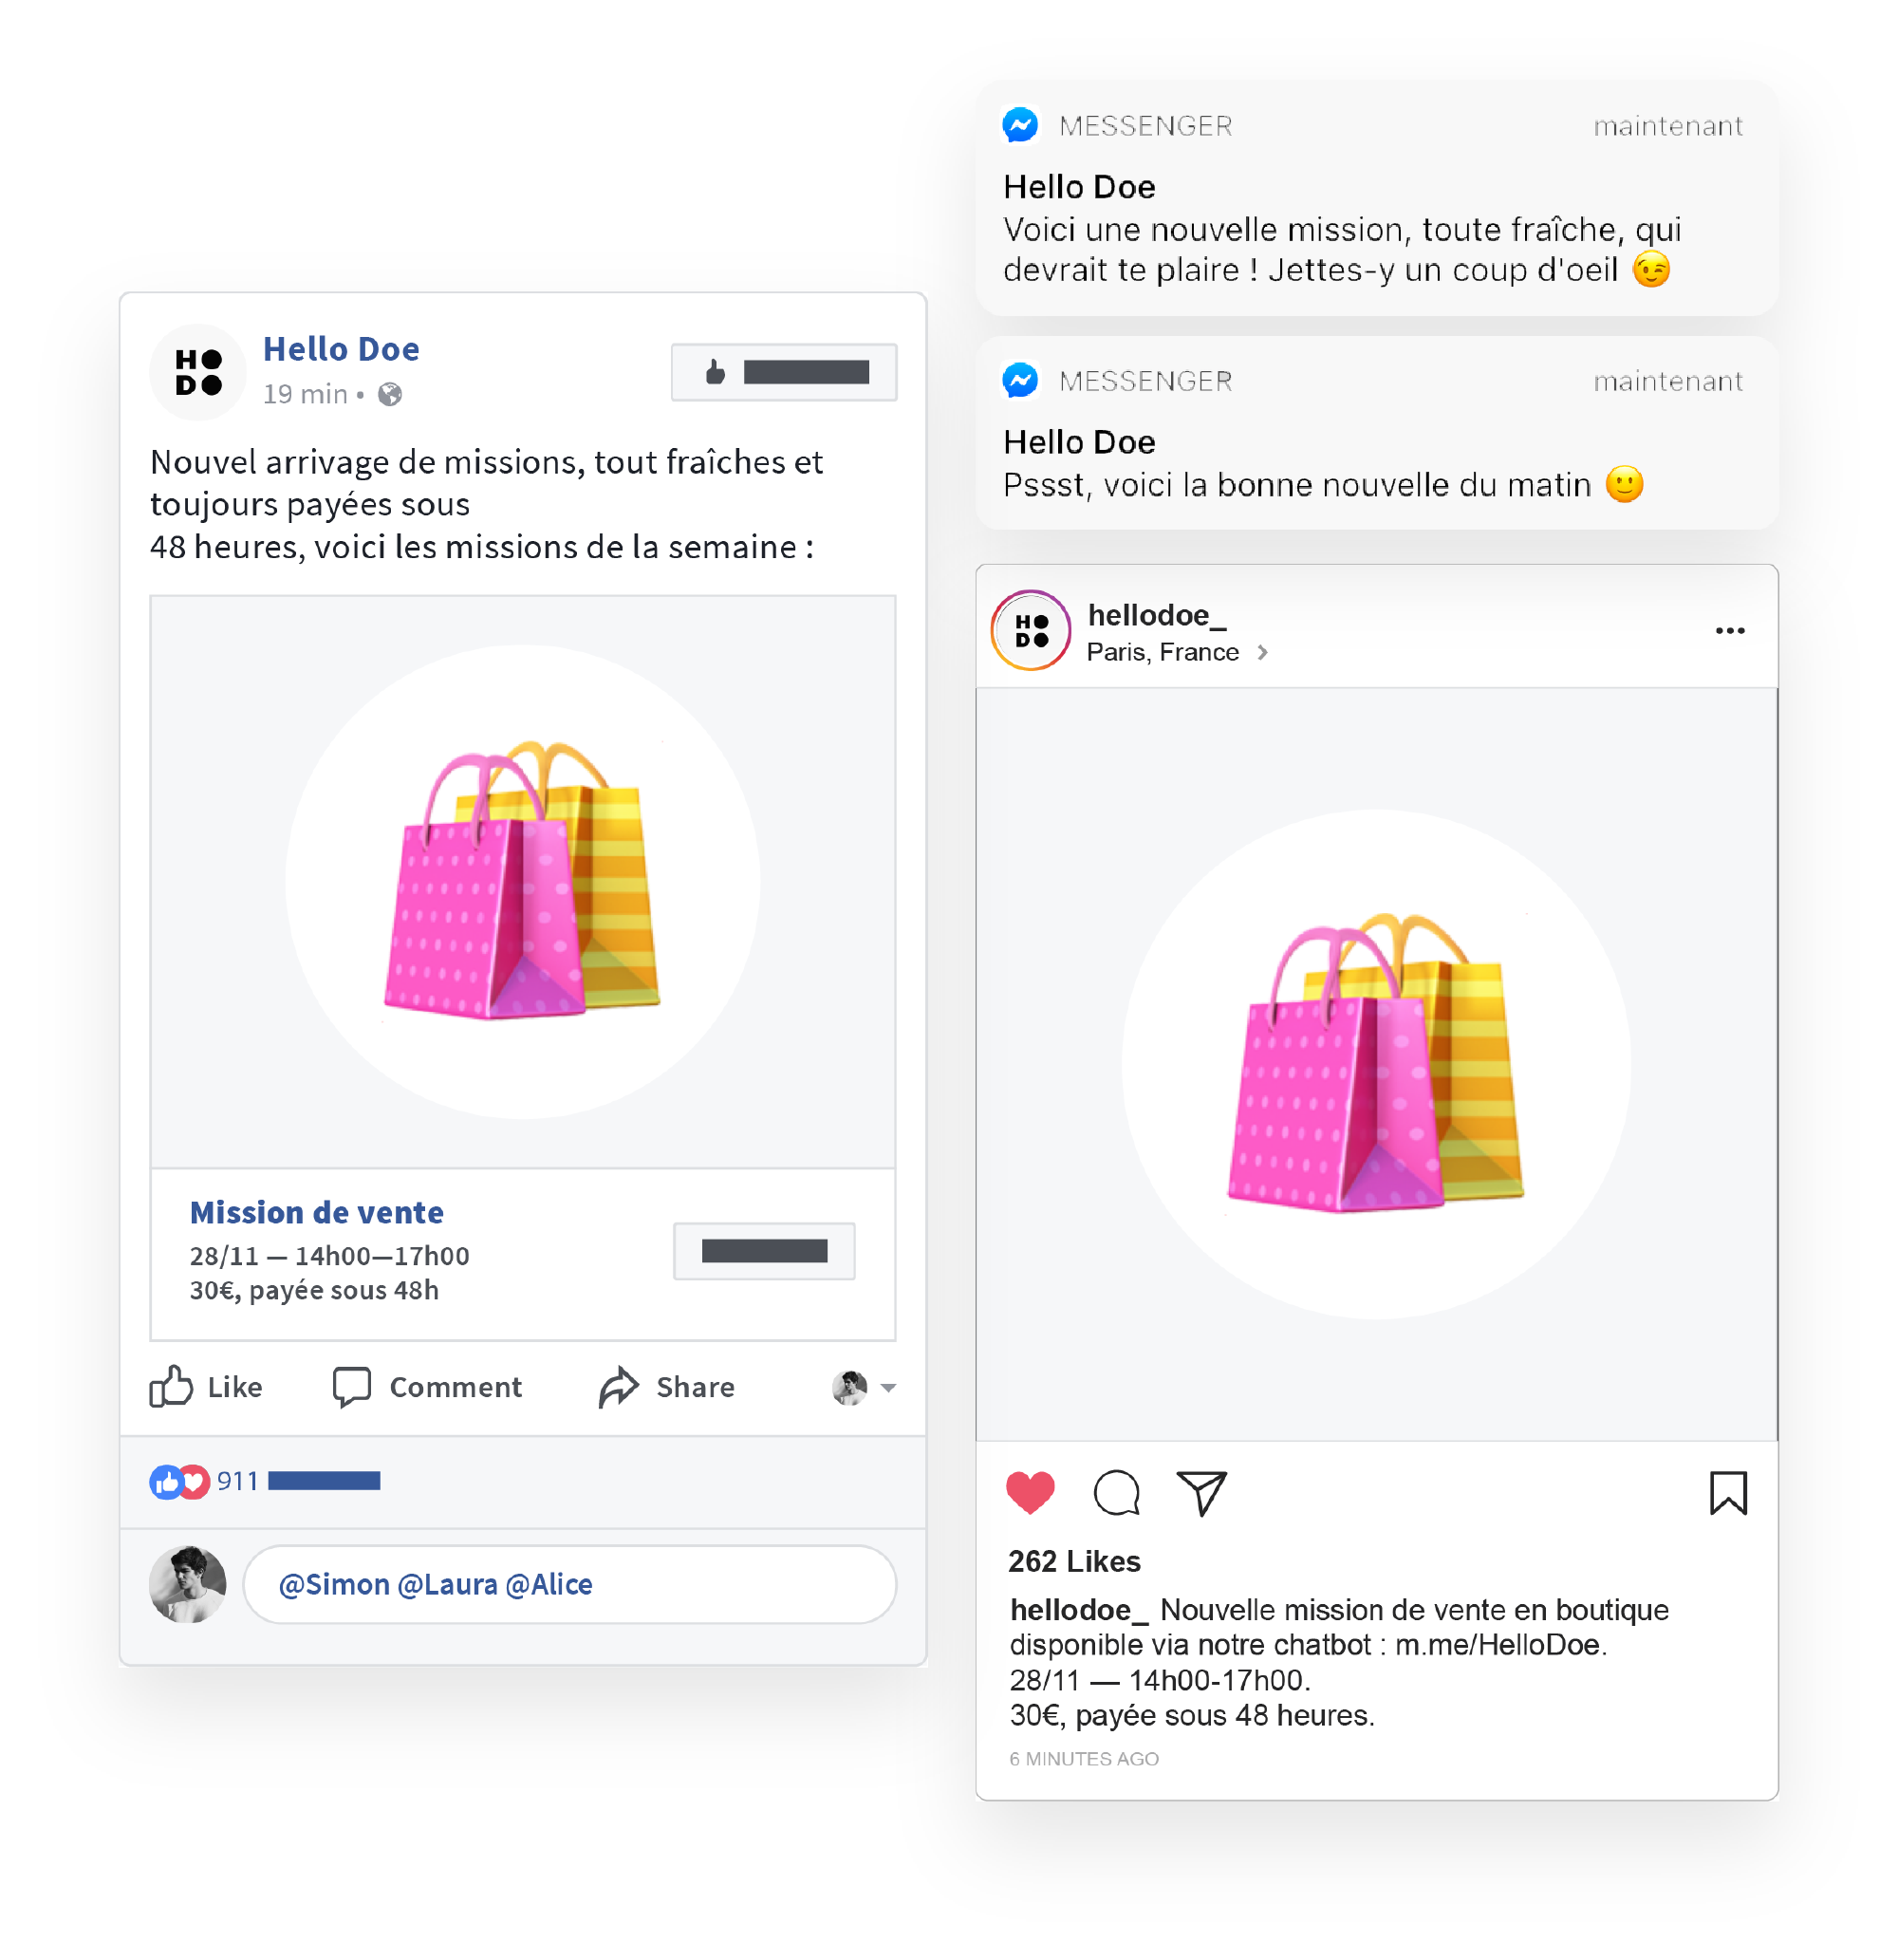 HO
DO
Hello Doe
19 min •
Nouvel arrivage de missions, tout fraîches et
toujours payées sous
48 heures, voici les missions de la semaine :
Mission de vente
28/11 — 14h00—17h00
30€, payée sous 48h
Like Comment Share
911
@Simon @Laura @Alice
MESSENGER maintenant
Hello Doe
Voici une nouvelle mission, toute fraîche, qui
devrait te plaire ! Jettes-y un coup d'oeil 😉
MESSENGER maintenant
Hello Doe
Pssst, voici la bonne nouvelle du matin 🙂
HO
DO
hellodoe_
Paris, France >
262 Likes
hellodoe_ Nouvelle mission de vente en boutique
disponible via notre chatbot : m.me/HelloDoe.
28/11 — 14h00-17h00.
30€, payée sous 48 heures.
6 MINUTES AGO